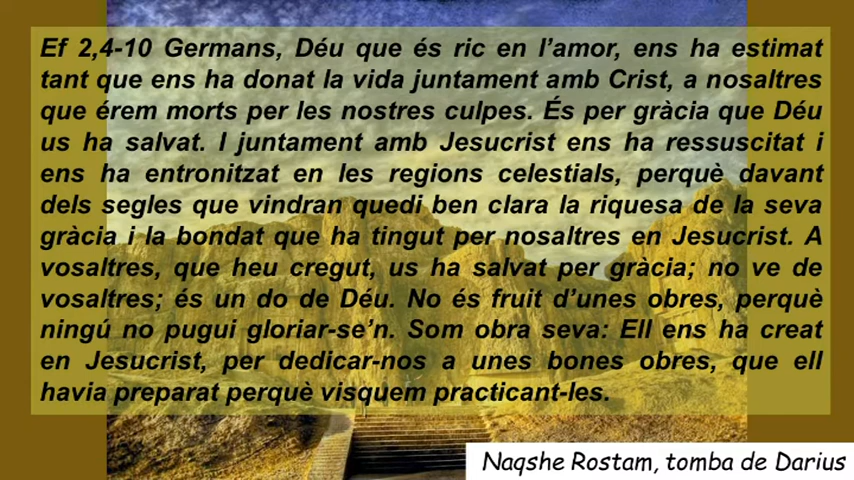 Ef 2,4-10 Germans, Déu que és ric en l’amor, ens ha estimat
tant que ens ha donat la vida juntament amb Crist, a nosaltres
que érem morts per les nostres culpes. És per gràcia que Déu
us ha salvat. I juntament amb Jesucrist ens ha ressuscitat i
ens ha entronitzat en les regions celestials, perquè davant
dels segles que vindran quedi ben clara la riquesa de la seva
gràcia i la bondat que ha tingut per nosaltres en Jesucrist. A
vosaltres, que heu cregut, us ha salvat per gràcia; no ve de
vosaltres; és un do de Déu. No és fruit d’unes obres, perquè
ningú no pugui gloriar-se’n. Som obra seva: Ell ens ha creat
en Jesucrist, per dedicar-nos a unes bones obres, que ell
havia preparat perquè visquem practicant-les.
Naqshe Rostam, tomba de Darius